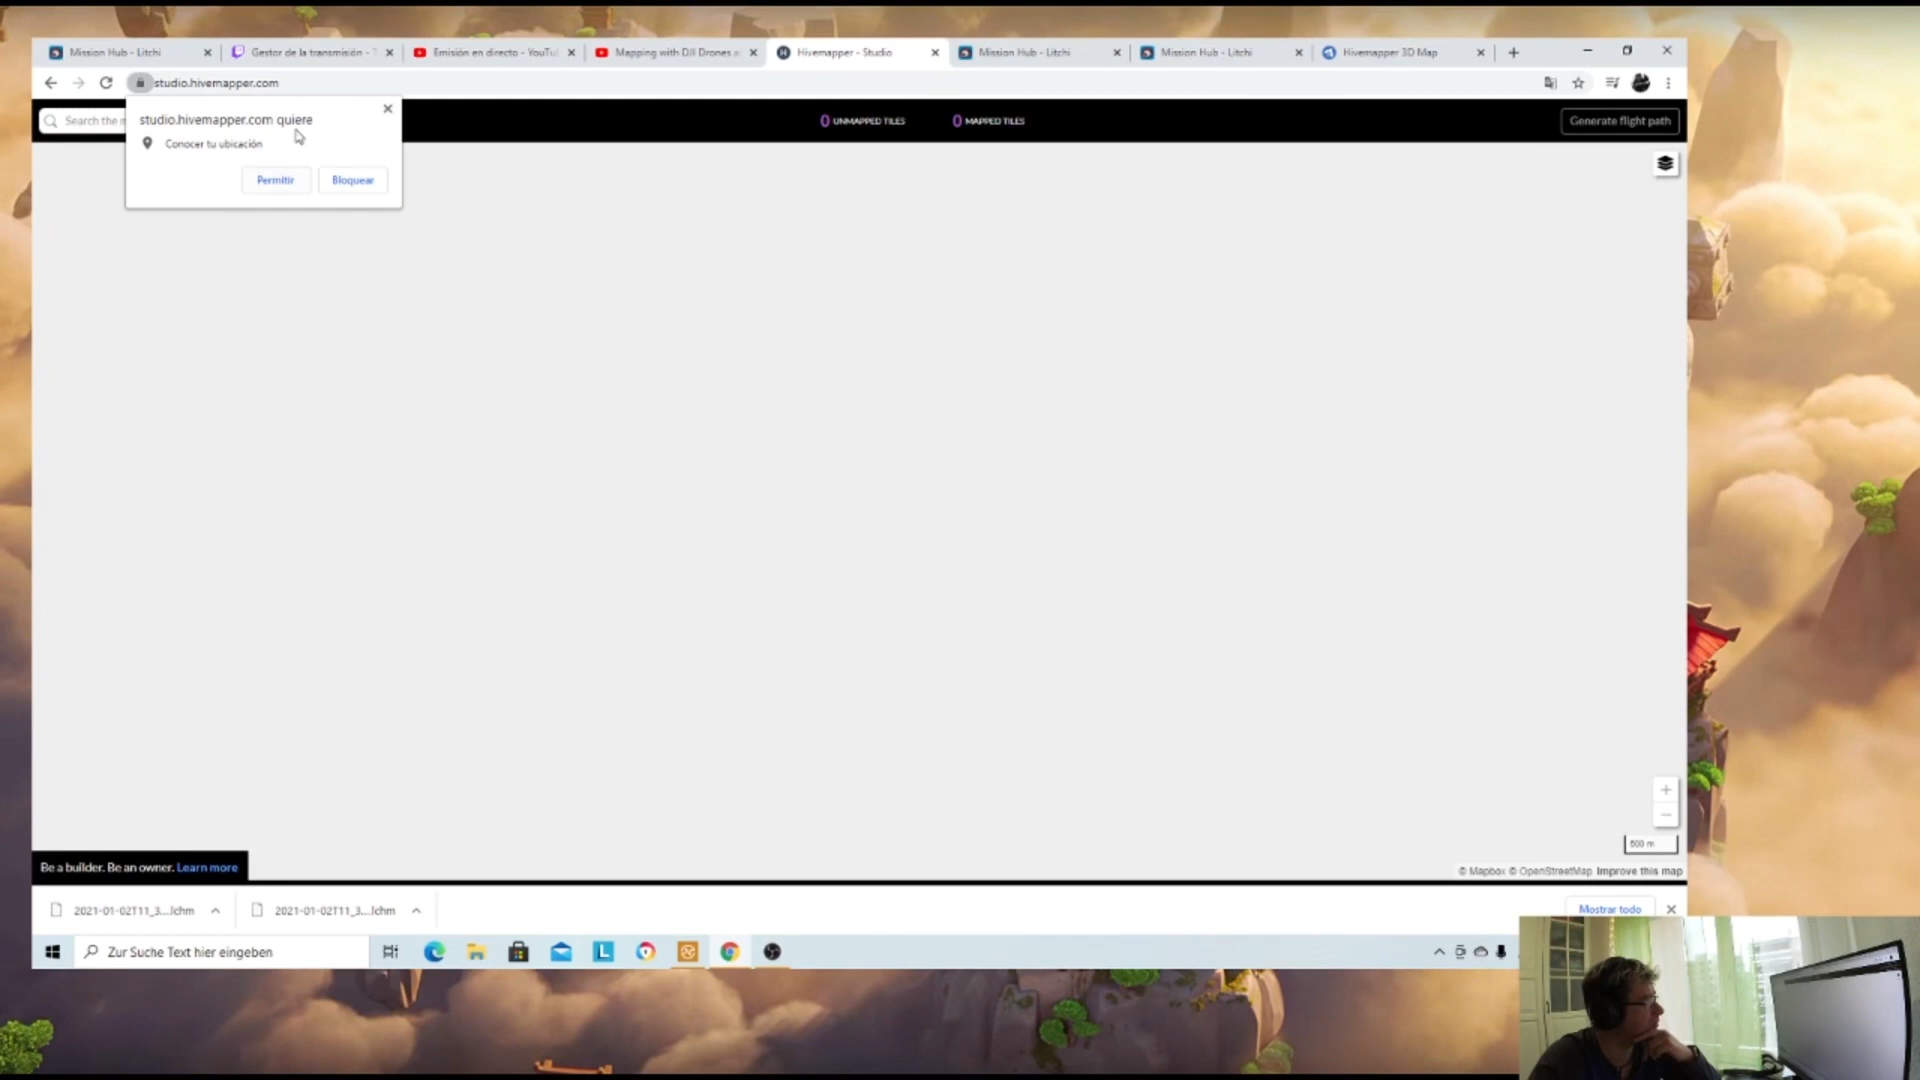 Mission Hub - Litchi
Gestor de la transmisión - T
Emisión en directo - YouTu
Mapping with DJI Drones a
Hivemapper - Studio
Mission Hub - Litchi
Mission Hub - Litchi
Hivemapper 3D Map
studio.hivemapper.com
Search the m
studio.hivemapper.com quiere
Conocer tu ubicación
Permitir
Bloquear
0 UNMAPPED TILES
0 MAPPED TILES
Generate flight path
500 m
© Mapbox © OpenStreetMap Improve this map
Be a builder. Be an owner. Learn more
2021-01-02T11_3....lchm
2021-01-02T11_3....lchm
Mostrar todo
Zur Suche Text hier eingeben